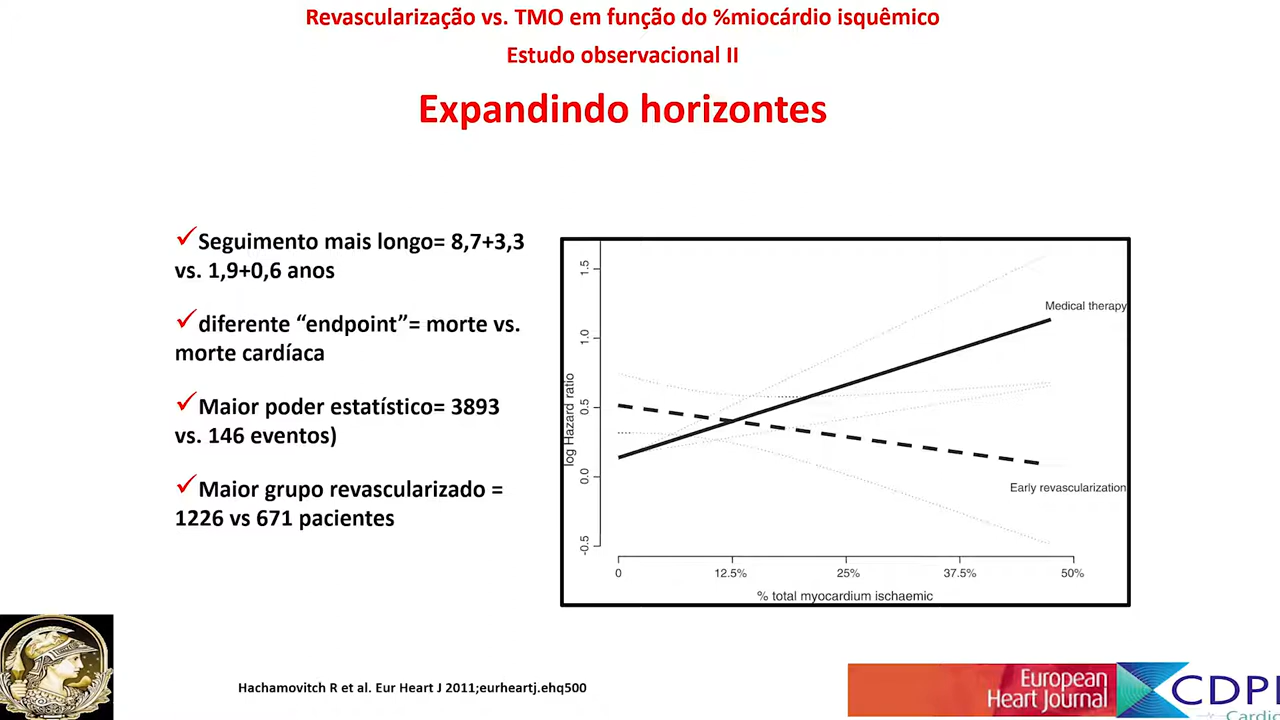 Revascularização vs. TMO em função do %miocárdio isquêmico
Estudo observacional II
Expandindo horizontes
Seguimento mais longo= 8,7+3,3
vs. 1,9+0,6 anos
diferente “endpoint”= morte vs.
morte cardíaca
Maior poder estatístico= 3893
vs. 146 eventos)
Maior grupo revascularizado =
1226 vs 671 pacientes
log Hazard ratio
1.5
1.0
0.5
0.0
-0.5
Medical therapy
Early revascularization
0 12.5% 25% 37.5% 50%
% total myocardium ischaemic
Hachamovitch R et al. Eur Heart J 2011;eurheartj.ehq500
European
Heart Journal
CDPI
Cardio